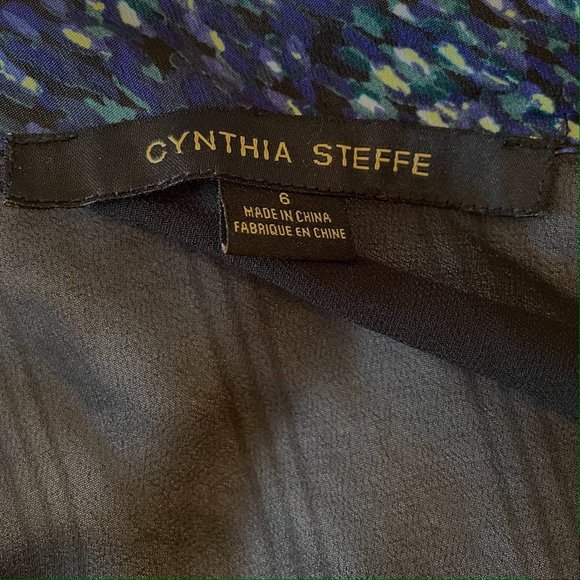 CYNTHIA STEFFE
6
MADE IN CHINA
FABRIQUE EN CHINE